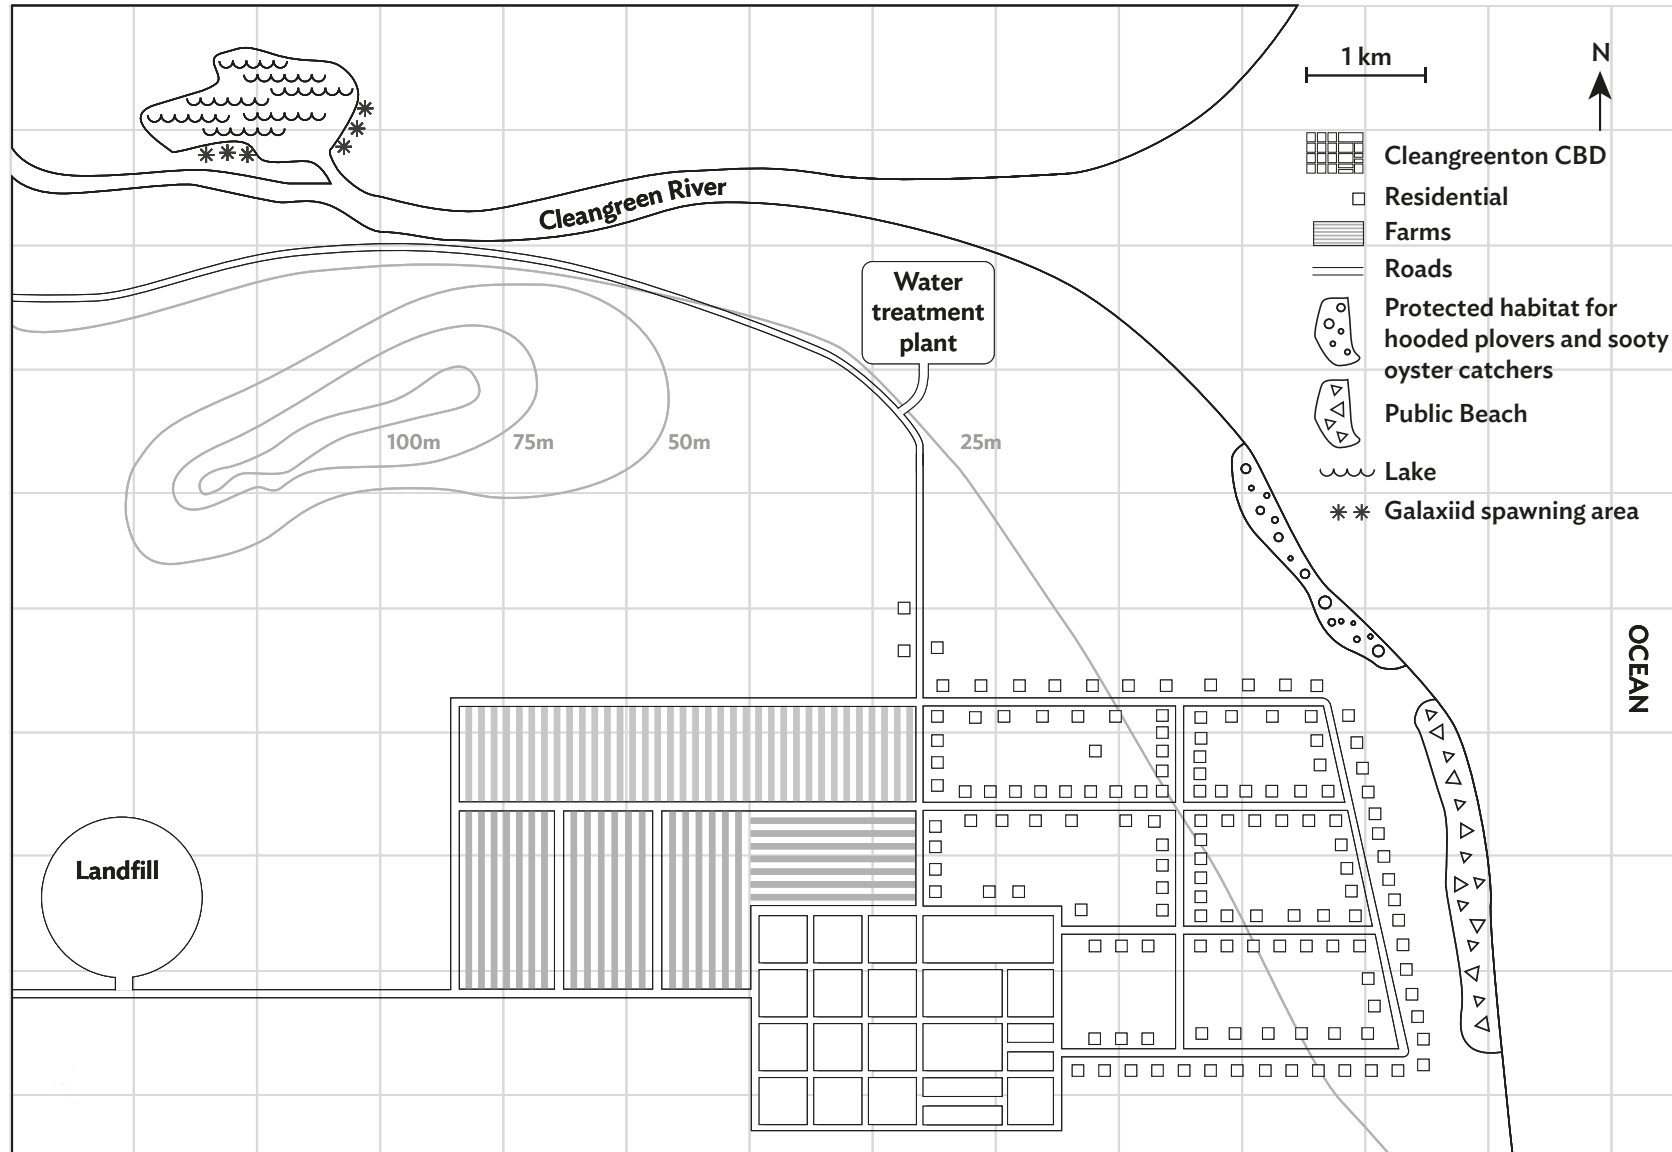 1 km
N
Cleangreenton CBD
Residential
Farms
Roads
Protected habitat for
hooded plovers and sooty
oyster catchers
Public Beach
Lake
Galaxiid spawning area
Cleangreen River
Water
treatment
plant
100m
75m
50m
25m
OCEAN
Landfill